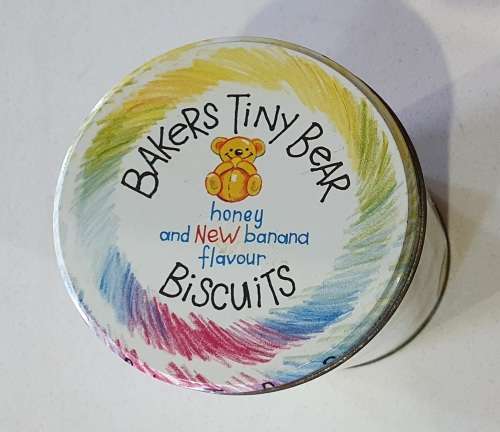 BAKERS TINY BEAR
honey
and NEW banana
flavour
BISCUITS